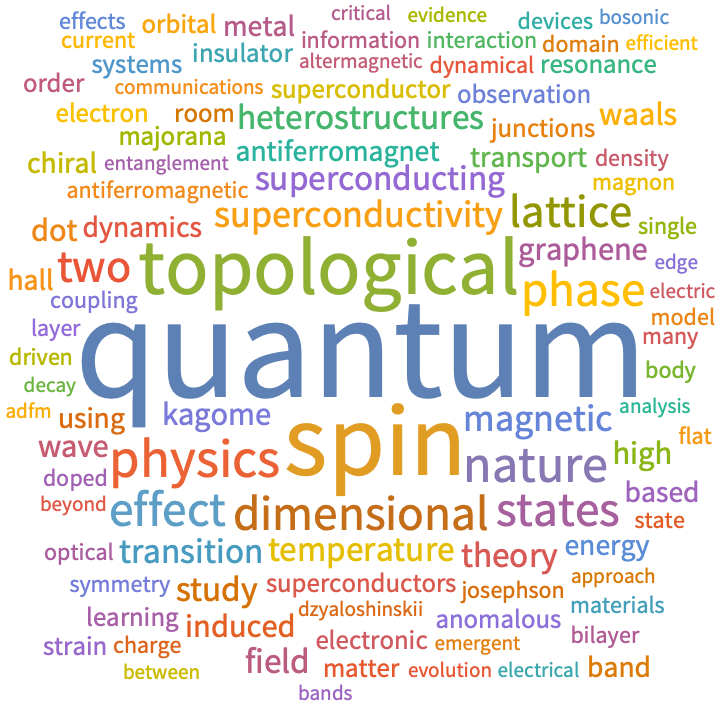 critical evidence
effects orbital metal devices bosonic
current information interaction domain efficient
systems insulator altermagnetic dynamical resonance
order communications superconductor observation
electron room heterostructures junctions waals
majorana antiferromagnet transport density
chiral entanglement superconducting magnon
antiferromagnetic superconductivity lattice
dot dynamics graphene single
hall two topological phase edge
coupling electric
layer quantum model
driven many
decay body
adfm using kagome spin magnetic analysis
wave physics nature high flat
doped based
beyond effect dimensional states state
optical transition temperature theory energy
symmetry study superconductors josephson approach
learning induced dzyaloshinskii anomalous materials
strain charge electronic emergent bilayer
between field matter evolution electrical band
bands